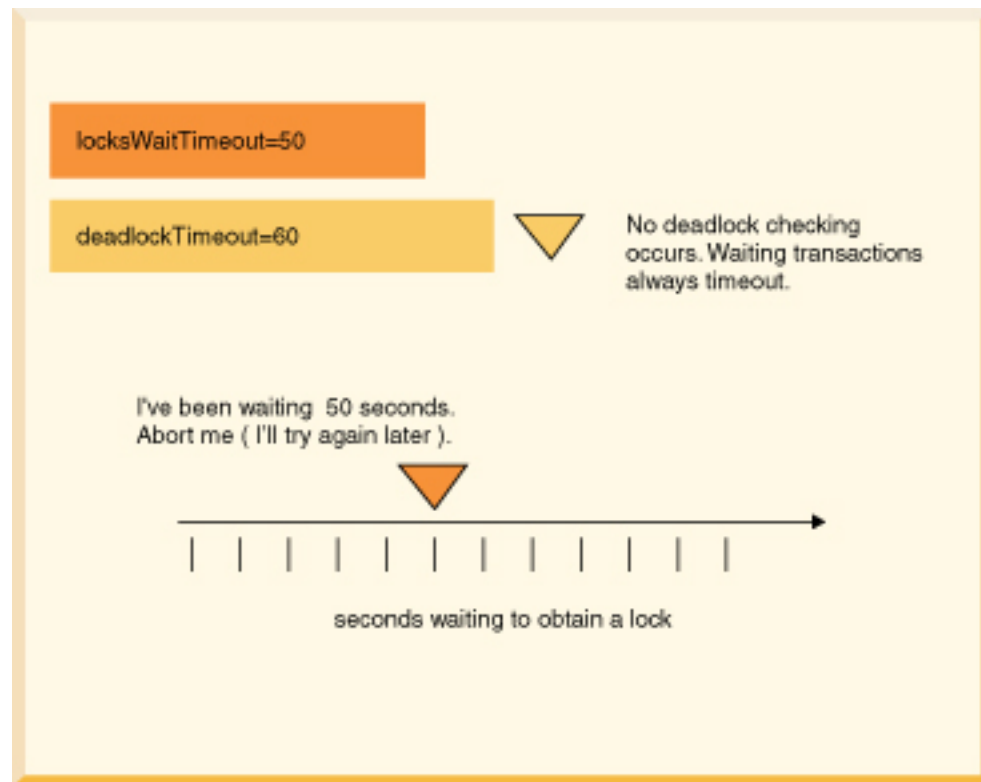 locksWaitTimeout=50
deadlockTimeout=60
No deadlock checking
occurs. Waiting transactions
always timeout.
I've been waiting  50 seconds.
Abort me ( I'll try again later ).
seconds waiting to obtain a lock